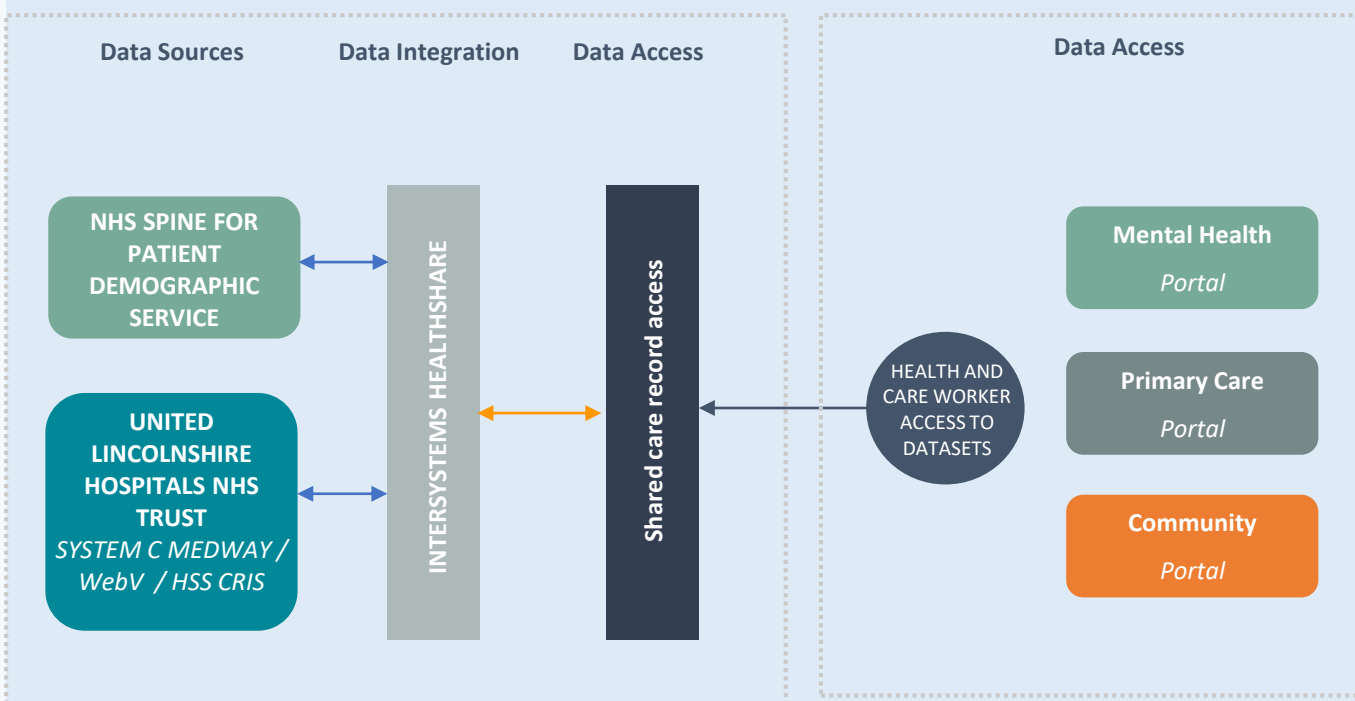 Data Sources
Data Integration
Data Access
NHS SPINE FOR
PATIENT
DEMOGRAPHIC
SERVICE
UNITED
LINCOLNSHIRE
HOSPITALS NHS
TRUST
SYSTEM C MEDWAY /
WebV / HSS CRIS
INTERSYSTEMS HEALTHSHARE
Shared care record access
Data Access
HEALTH AND
CARE WORKER
ACCESS TO
DATASETS
Mental Health
Portal
Primary Care
Portal
Community
Portal